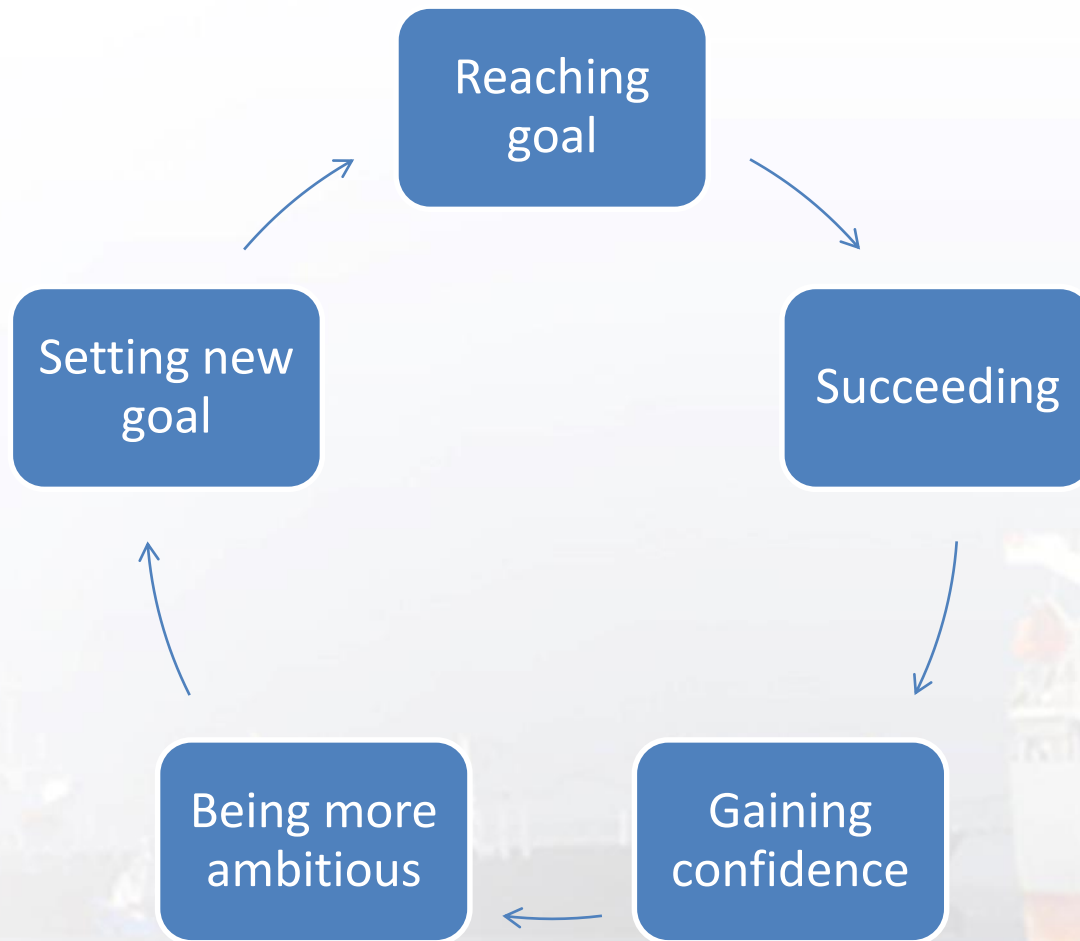 Reaching
goal
Succeeding
Gaining
confidence
Being more
ambitious
Setting new
goal